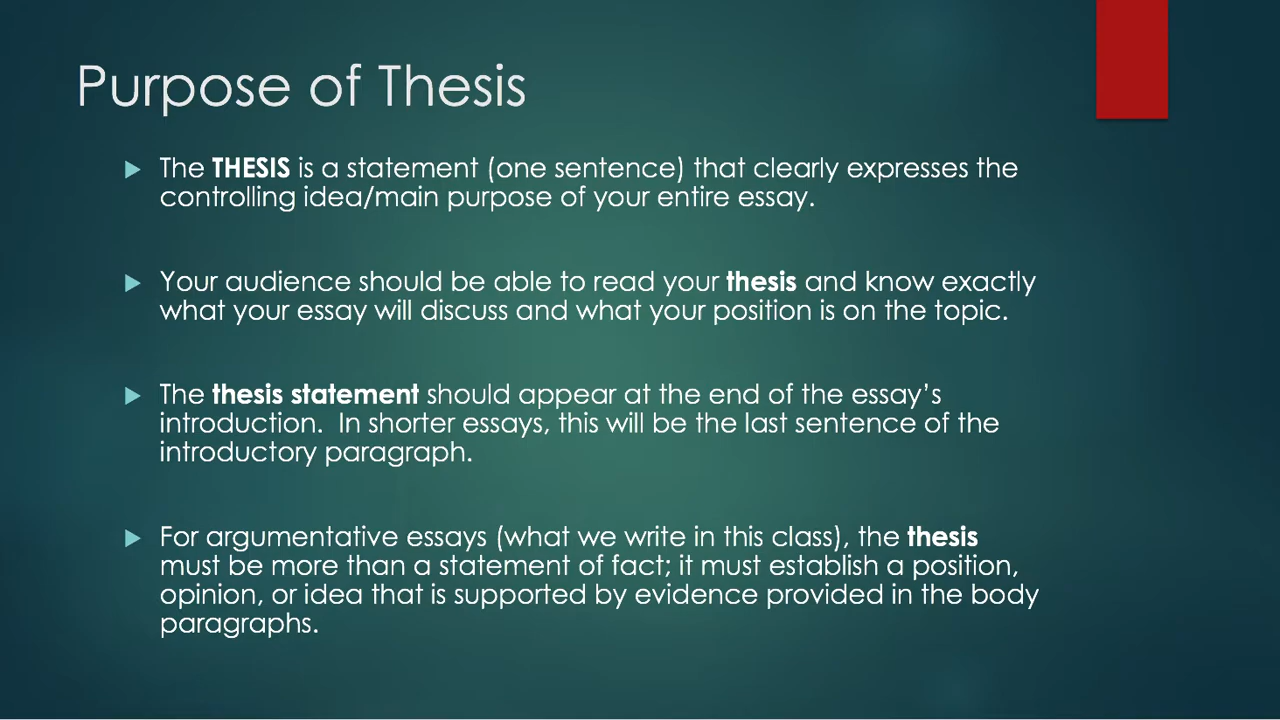 Purpose of Thesis
The THESIS is a statement (one sentence) that clearly expresses the
controlling idea/main purpose of your entire essay.
Your audience should be able to read your thesis and know exactly
what your essay will discuss and what your position is on the topic.
The thesis statement should appear at the end of the essay’s
introduction.  In shorter essays, this will be the last sentence of the
introductory paragraph.
For argumentative essays (what we write in this class), the thesis
must be more than a statement of fact; it must establish a position,
opinion, or idea that is supported by evidence provided in the body
paragraphs.